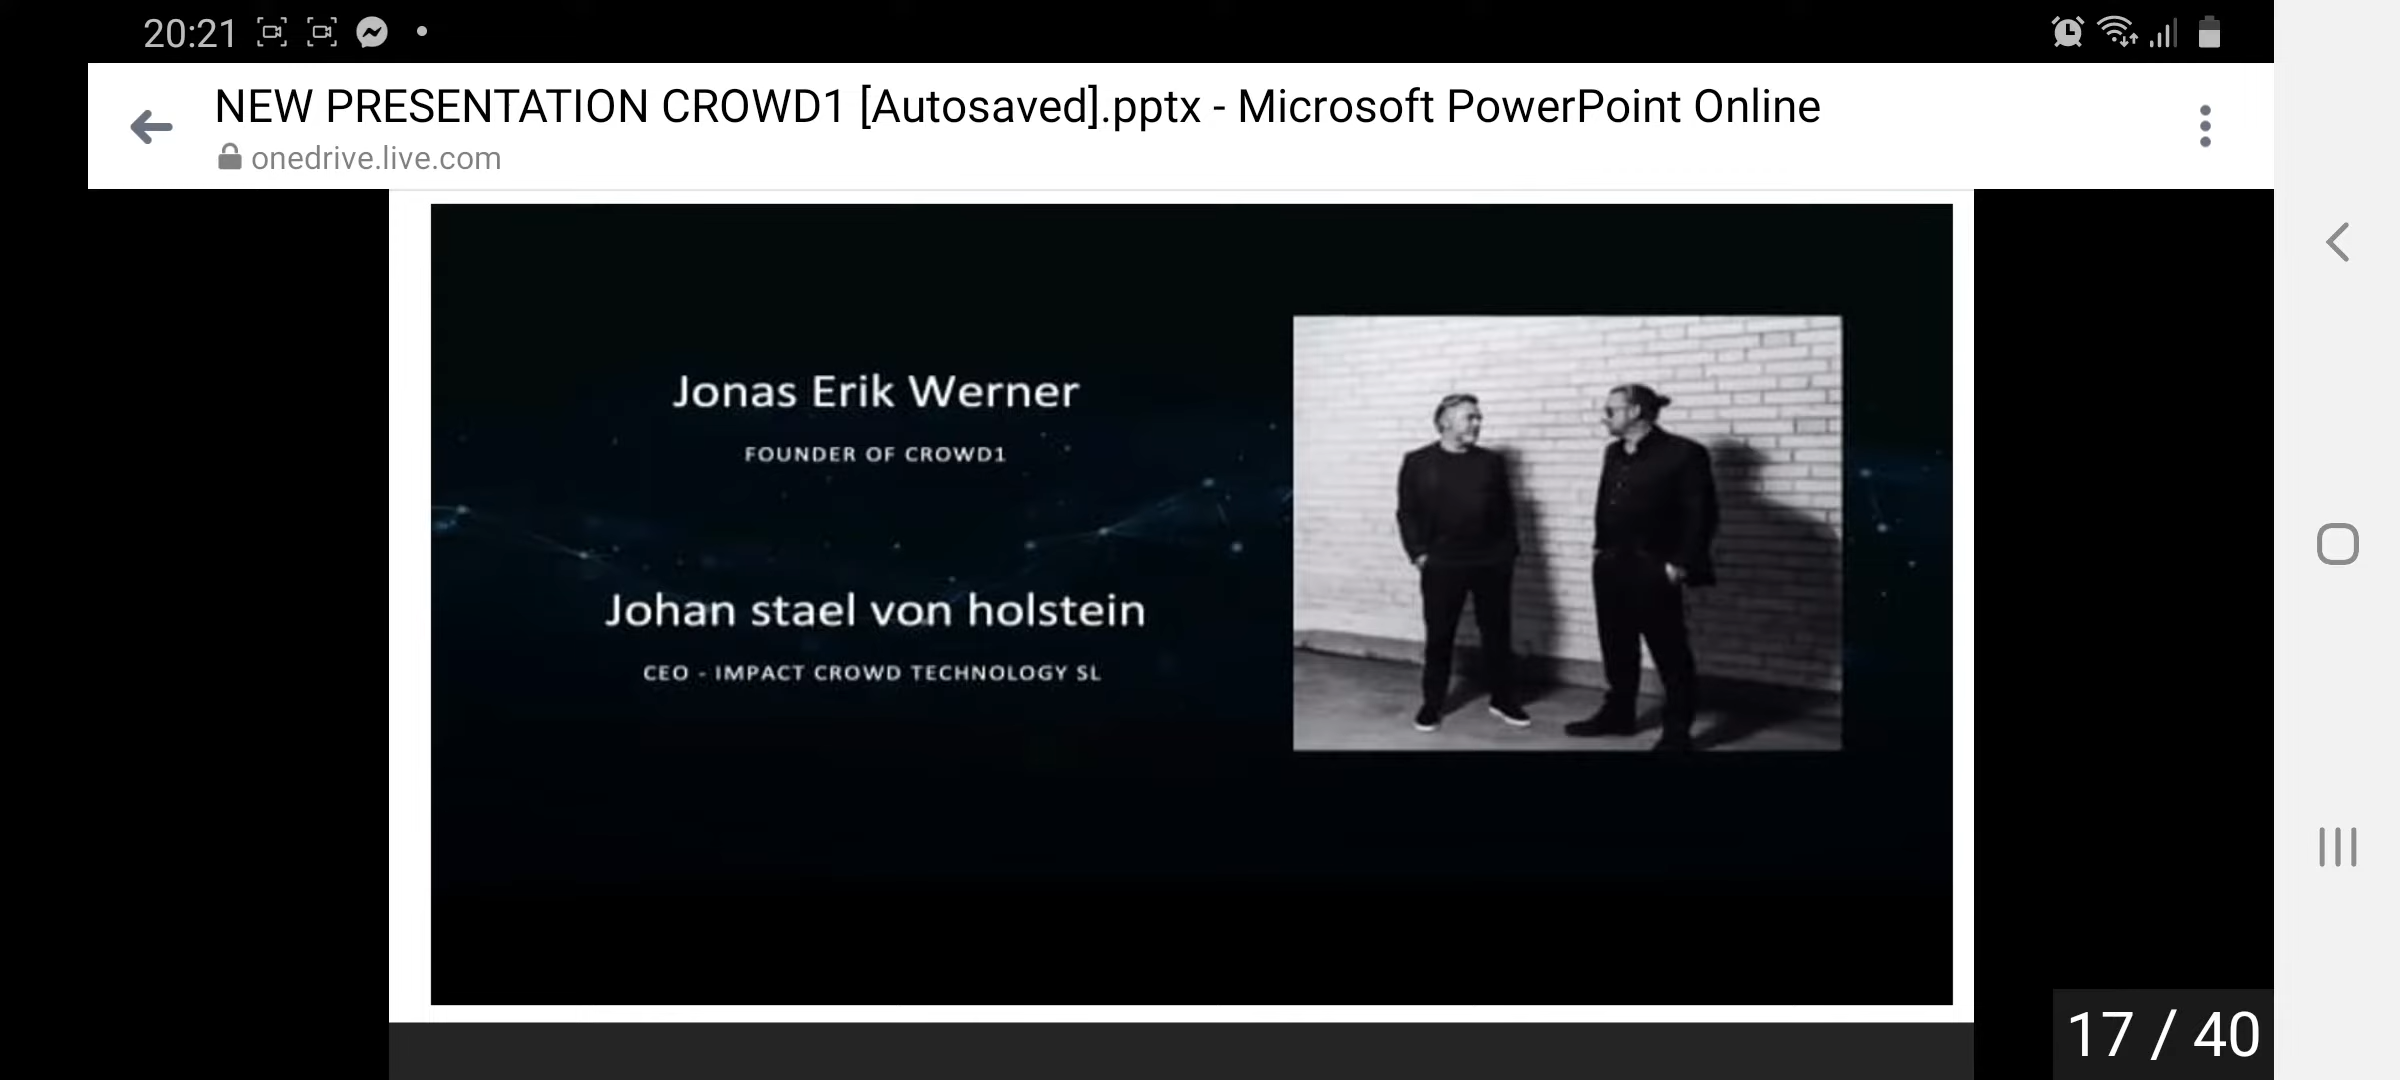 20:21
NEW PRESENTATION CROWD1 [Autosaved].pptx - Microsoft PowerPoint Online
onedrive.live.com
Jonas Erik Werner
FOUNDER OF CROWD1
Johan stael von holstein
CEO - IMPACT CROWD TECHNOLOGY SL
17 / 40